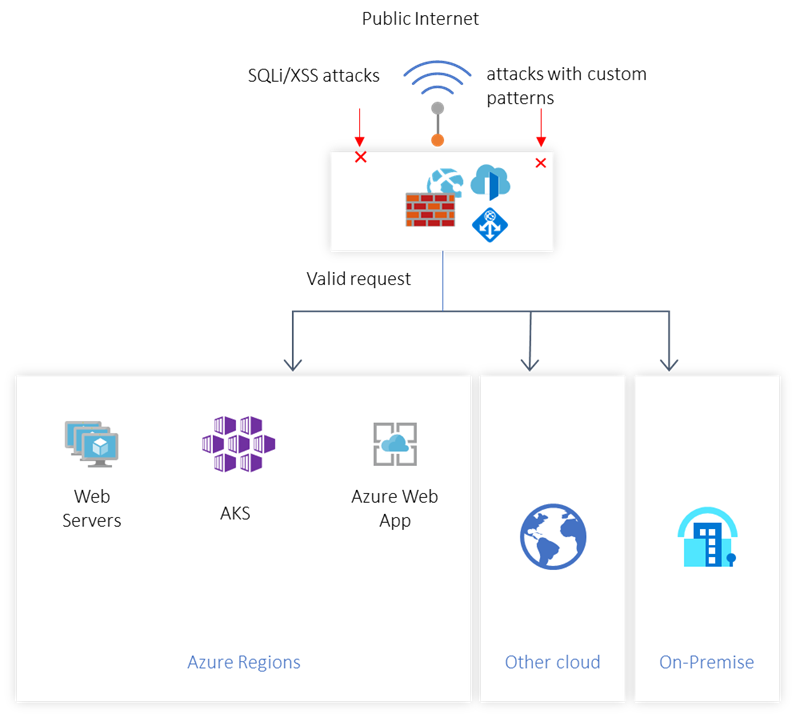 Public Internet
SQLi/XSS attacks
attacks with custom
patterns
Valid request
Web
Servers
AKS
Azure Web
App
Azure Regions
Other cloud
On-Premise